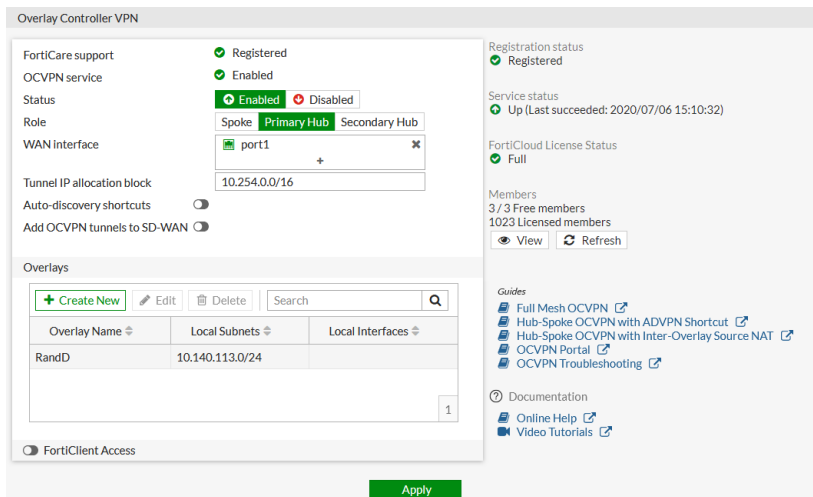 Overlay Controller VPN
FortiCare support Registered
OCVPN service Enabled
Status Enabled Disabled
Role Spoke Primary Hub Secondary Hub
WAN interface port1
+
Tunnel IP allocation block 10.254.0.0/16
Auto-discovery shortcuts
Add OCVPN tunnels to SD-WAN
Overlays
+ Create New Edit Delete Search
Overlay Name Local Subnets Local Interfaces
RandD 10.140.113.0/24
1
FortiClient Access
Registration status
Registered
Service status
Up (Last succeeded: 2020/07/06 15:10:32)
FortiCloud License Status
Full
Members
3 / 3 Free members
1023 Licensed members
View Refresh
Guides
Full Mesh OCVPN
Hub-Spoke OCVPN with ADVPN Shortcut
Hub-Spoke OCVPN with Inter-Overlay Source NAT
OCVPN Portal
OCVPN Troubleshooting
Documentation
Online Help
Video Tutorials
Apply